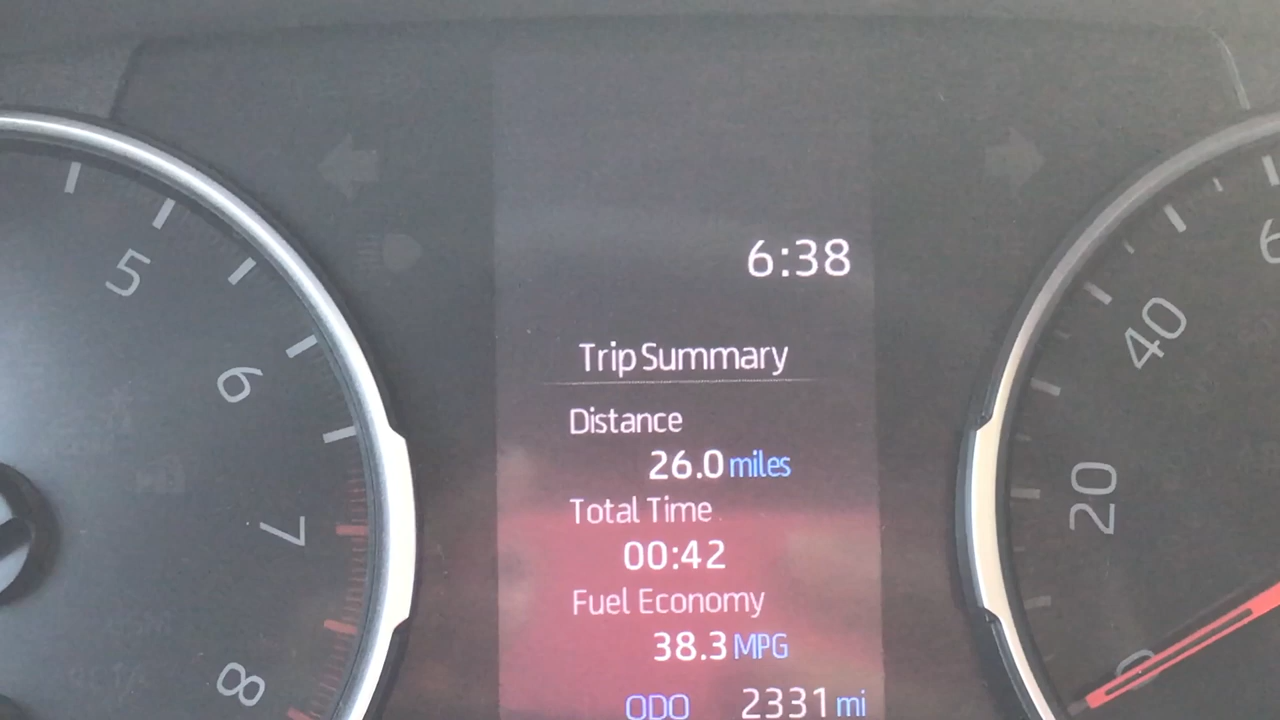 6:38
Trip Summary
Distance
26.0 miles
Total Time
00:42
Fuel Economy
38.3 MPG
ODO 2331 mi
5
6
7
8
40
20
0